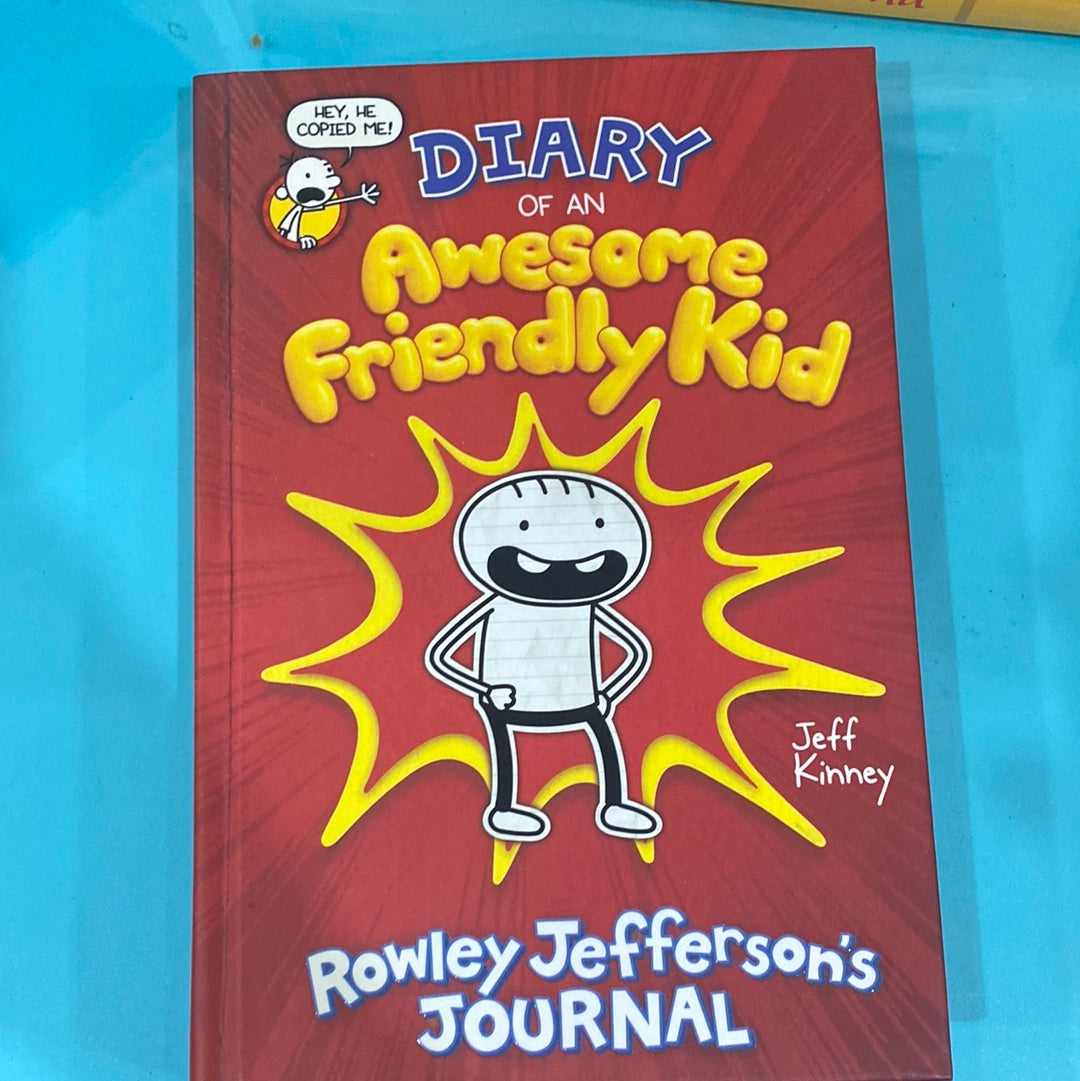 HEY, HE
COPIED ME!
DIARY
OF AN
Awesome
Friendly Kid
Jeff
Kinney
Rowley Jefferson's
JOURNAL